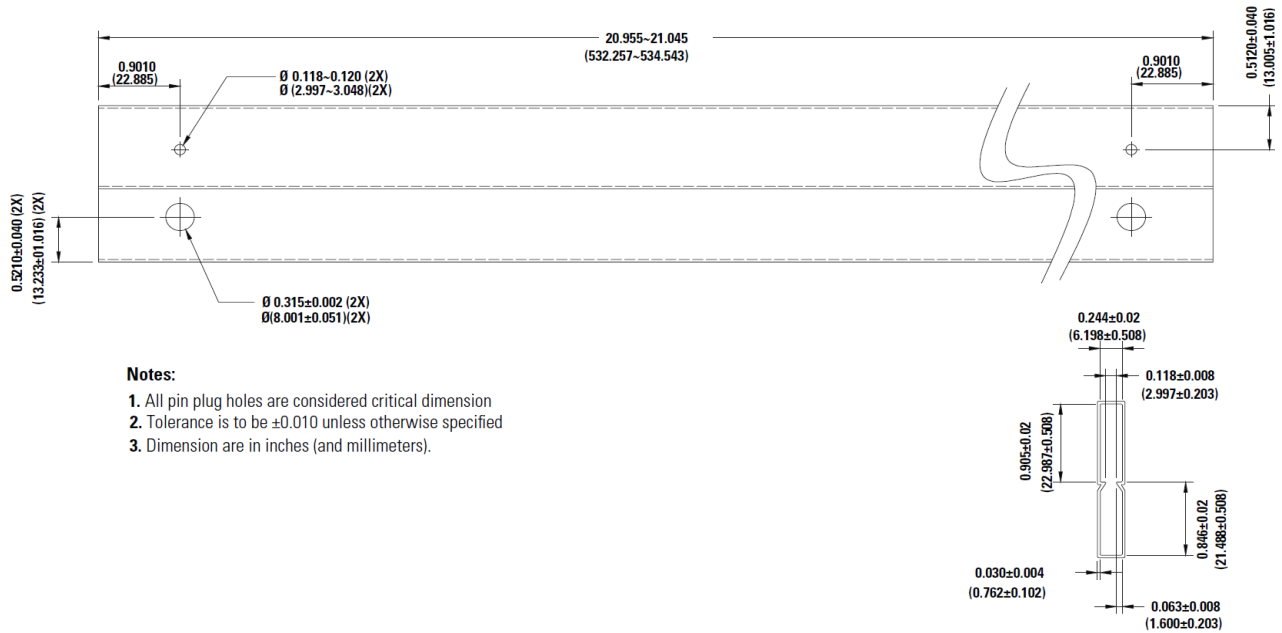 20.955~21.045
(532.257~534.543)
0.5120±0.040
(13.005±1.016)
0.9010
(22.885)
Ø 0.118~0.120 (2X)
Ø (2.997~3.048)(2X)
0.9010
(22.885)
0.5210±0.040 (2X)
(13.233±01.016) (2X)
Ø 0.315±0.002 (2X)
Ø(8.001±0.051)(2X)
0.244±0.02
(6.198±0.508)
0.118±0.008
(2.997±0.203)
Notes:
1. All pin plug holes are considered critical dimension
2. Tolerance is to be ±0.010 unless otherwise specified
3. Dimension are in inches (and millimeters).
0.905±0.02
(22.987±0.508)
0.846±0.02
(21.488±0.508)
0.030±0.004
(0.762±0.102)
0.063±0.008
(1.600±0.203)